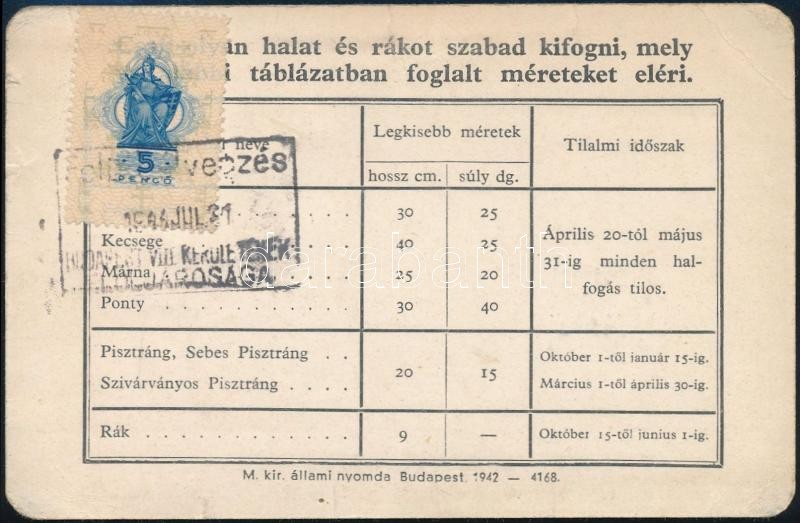 halat és rákot szabad kifogni, mely
táblázatban foglalt méreteket eléri.
5
PENGŐ
neve
Legkisebb méretek
hossz cm.
súly dg.
Tilalmi időszak
30 25
Kecsege 40 25
Márna 25 20
Ponty 30 40
Április 20-tól május
31-ig minden hal-
fogás tilos.
Pisztráng, Sebes Pisztráng
Szivárványos Pisztráng
20 15
Október 1-től január 15-ig.
Március 1-től április 30-ig.
Rák 9 — Október 15-től junius 1-ig.
M. kir. állami nyomda Budapest 1942 — 4168.
darabanth